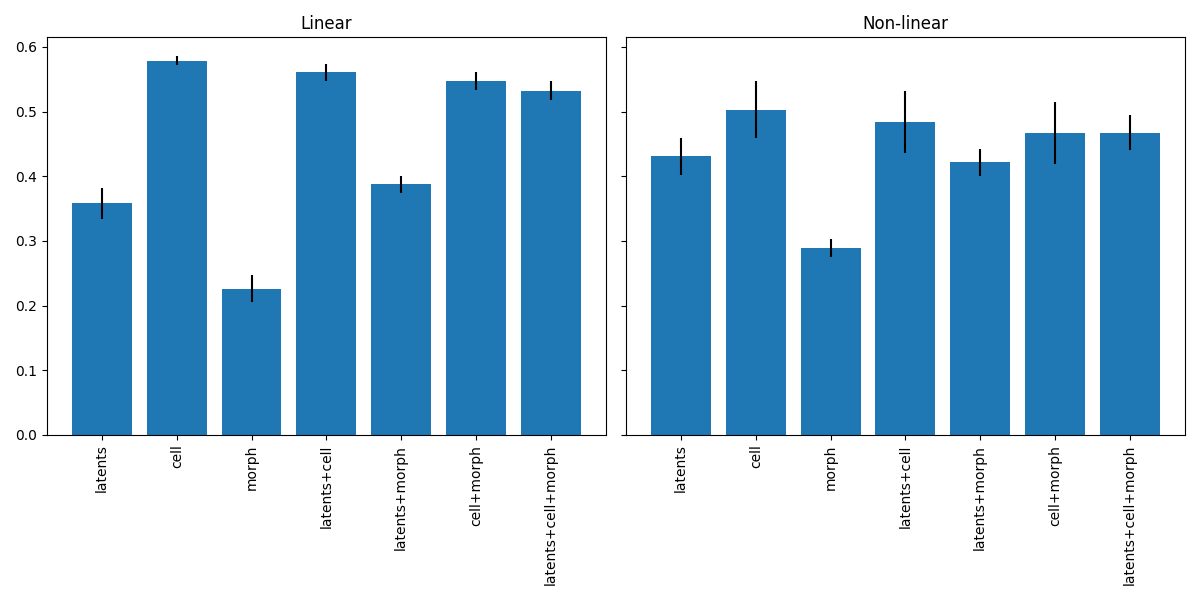 Linear
Non-linear
0.6
0.5
0.4
0.3
0.2
0.1
0.0
latents
cell
morph
latents+cell
latents+morph
cell+morph
latents+cell+morph
latents
cell
morph
latents+cell
latents+morph
cell+morph
latents+cell+morph